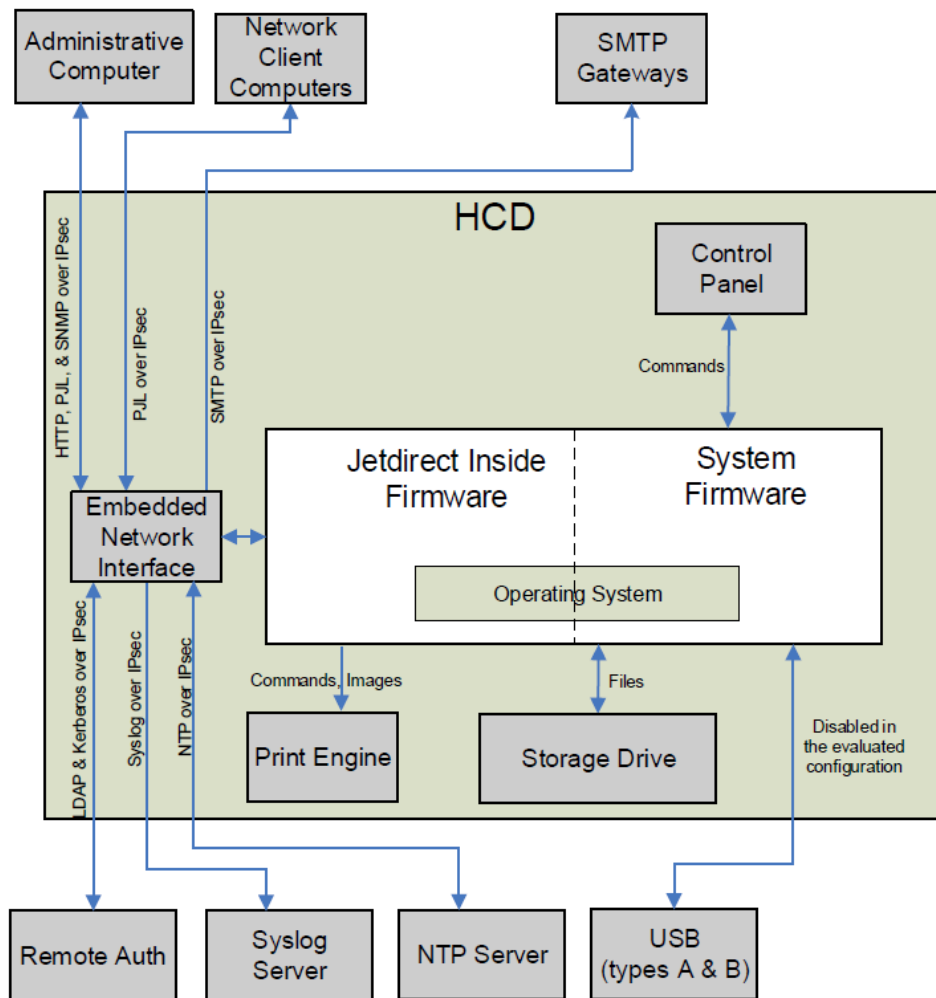 Administrative
Computer
Network
Client
Computers
SMTP
Gateways
HCD
Control
Panel
HTTP, PJL, & SNMP over IPsec
PJL over IPsec
SMTP over IPsec
Commands
Jetdirect Inside
Firmware
System
Firmware
Embedded
Network
Interface
Operating System
LDAP & Kerberos over IPsec
Syslog over IPsec
NTP over IPsec
Commands, Images
Files
Print Engine
Storage Drive
Disabled in
the evaluated
configuration
Remote Auth
Syslog
Server
NTP Server
USB
(types A & B)